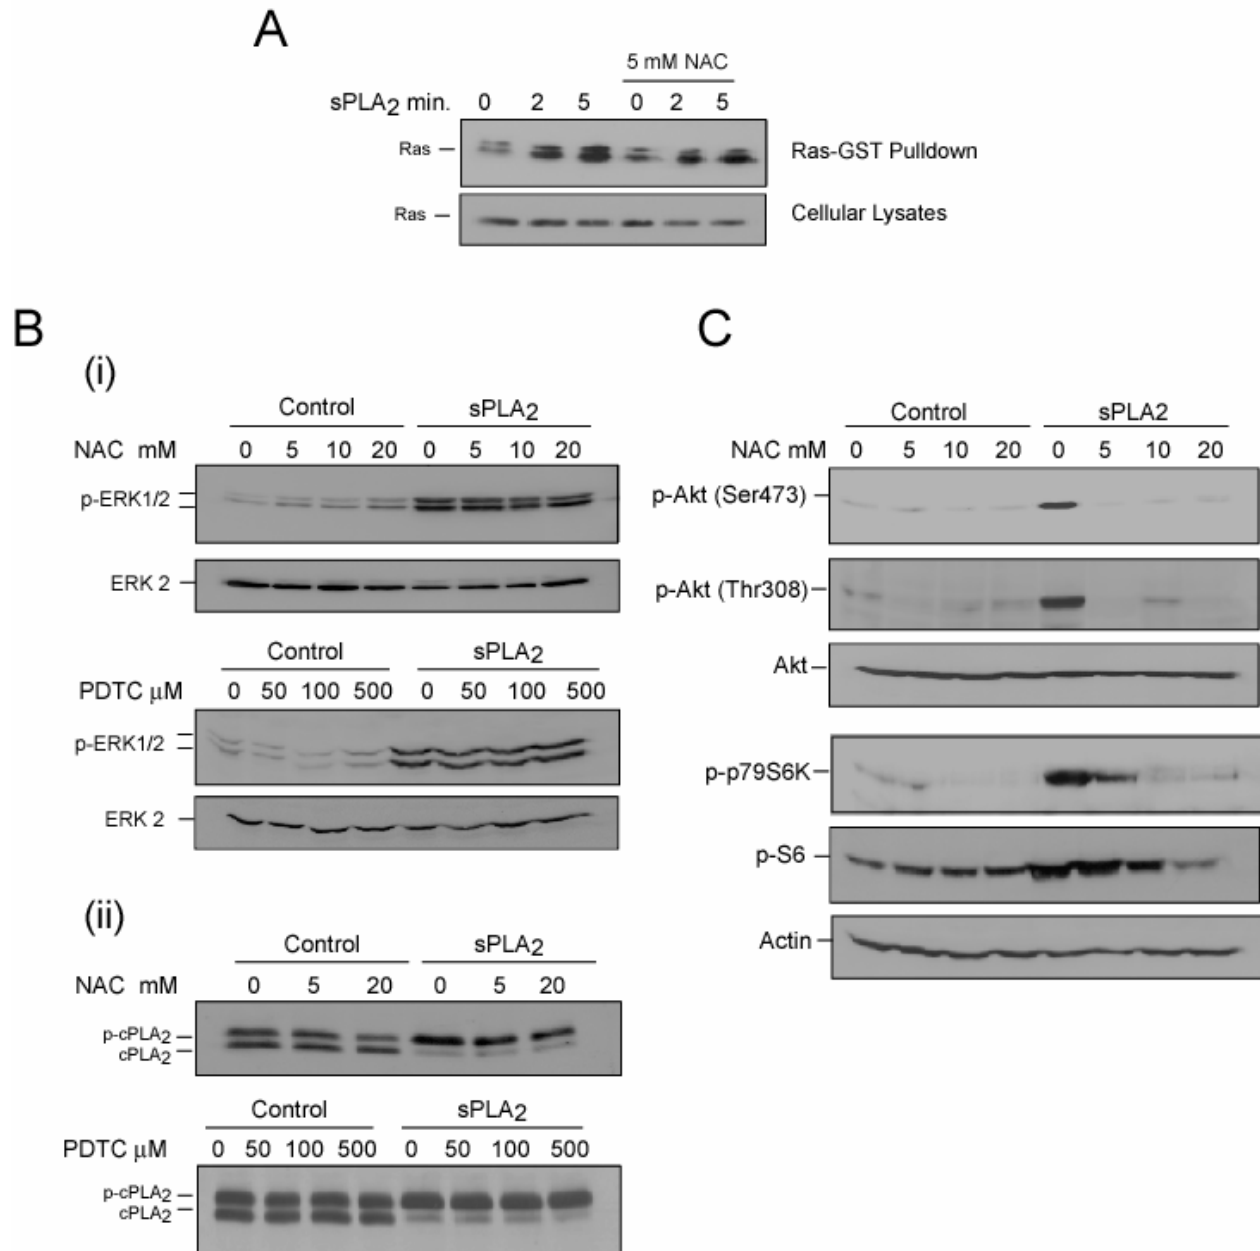 A
5 mM NAC
sPLA2 min. 0 2 5 0 2 5
Ras
Ras-GST Pulldown
Ras
Cellular Lysates
B
(i)
Control sPLA2
NAC mM 0 5 10 20 0 5 10 20
p-ERK1/2
ERK 2
Control sPLA2
PDTC μM 0 50 100 500 0 50 100 500
p-ERK1/2
ERK 2
(ii)
Control sPLA2
NAC mM 0 5 20 0 5 20
p-cPLA2
cPLA2
Control sPLA2
PDTC μM 0 50 100 500 0 50 100 500
p-cPLA2
cPLA2
C
Control sPLA2
NAC mM 0 5 10 20 0 5 10 20
p-Akt (Ser473)
p-Akt (Thr308)
Akt
p-p79S6K
p-S6
Actin